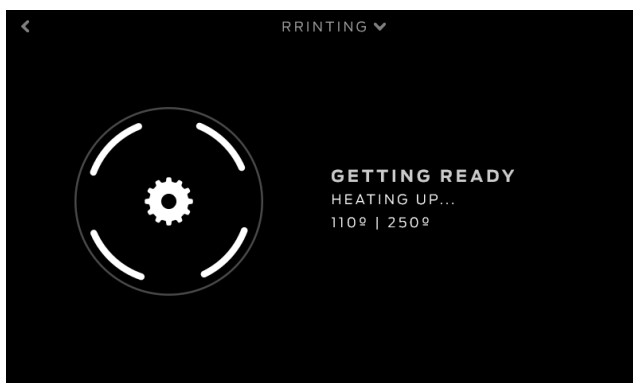 RRINTING
GETTING READY
HEATING UP...
110º | 250º